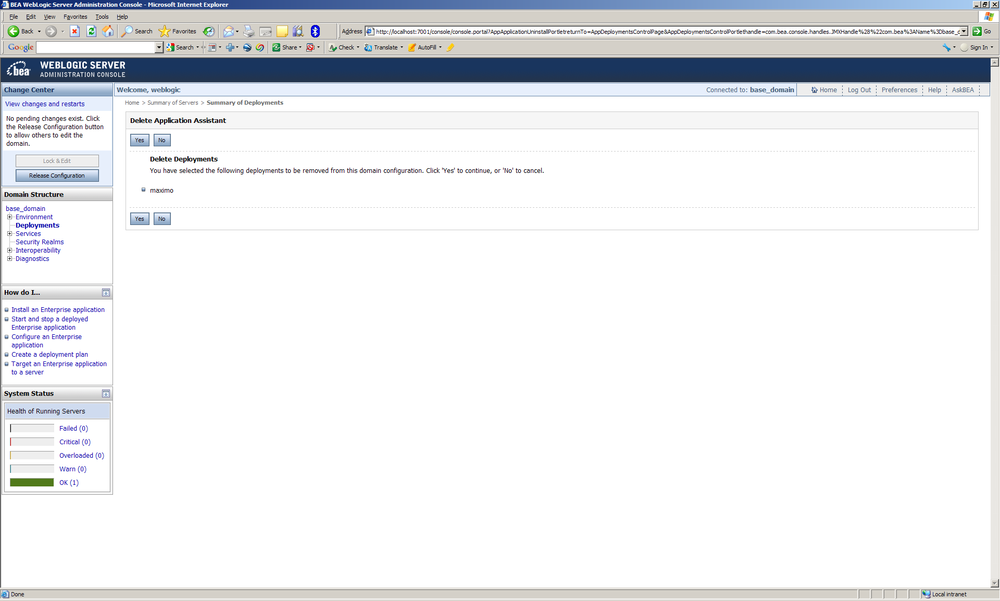 BEA WebLogic Server Administration Console - Microsoft Internet Explorer
File Edit View Favorites Tools Help
Back Search Favorites Address http://localhost:7001/console/console.portal?AppApplicationUninstallPortletreturnTo=AppDeploymentsControlPage&AppDeploymentsControlPortlethandle=com.bea.console.handles.JMXHandle%28%22com.bea%3AName%3Dbase_d Go
Google Search Share Check Translate AutoFill Sign In
bea WEBLOGIC SERVER
ADMINISTRATION CONSOLE
Change Center
View changes and restarts
No pending changes exist. Click
the Release Configuration button
to allow others to edit the
domain.
Lock & Edit
Release Configuration
Domain Structure
base_domain
Environment
Deployments
Services
Security Realms
Interoperability
Diagnostics
How do I...
Install an Enterprise application
Start and stop a deployed
Enterprise application
Configure an Enterprise
application
Create a deployment plan
Target an Enterprise application
to a server
System Status
Health of Running Servers
Failed (0)
Critical (0)
Overloaded (0)
Warn (0)
OK (1)
Welcome, weblogic Connected to: base_domain Home Log Out Preferences Help AskBEA
Home > Summary of Servers > Summary of Deployments
Delete Application Assistant
Yes No
Delete Deployments
You have selected the following deployments to be removed from this domain configuration. Click 'Yes' to continue, or 'No' to cancel.
maximo
Yes No
Done Local intranet